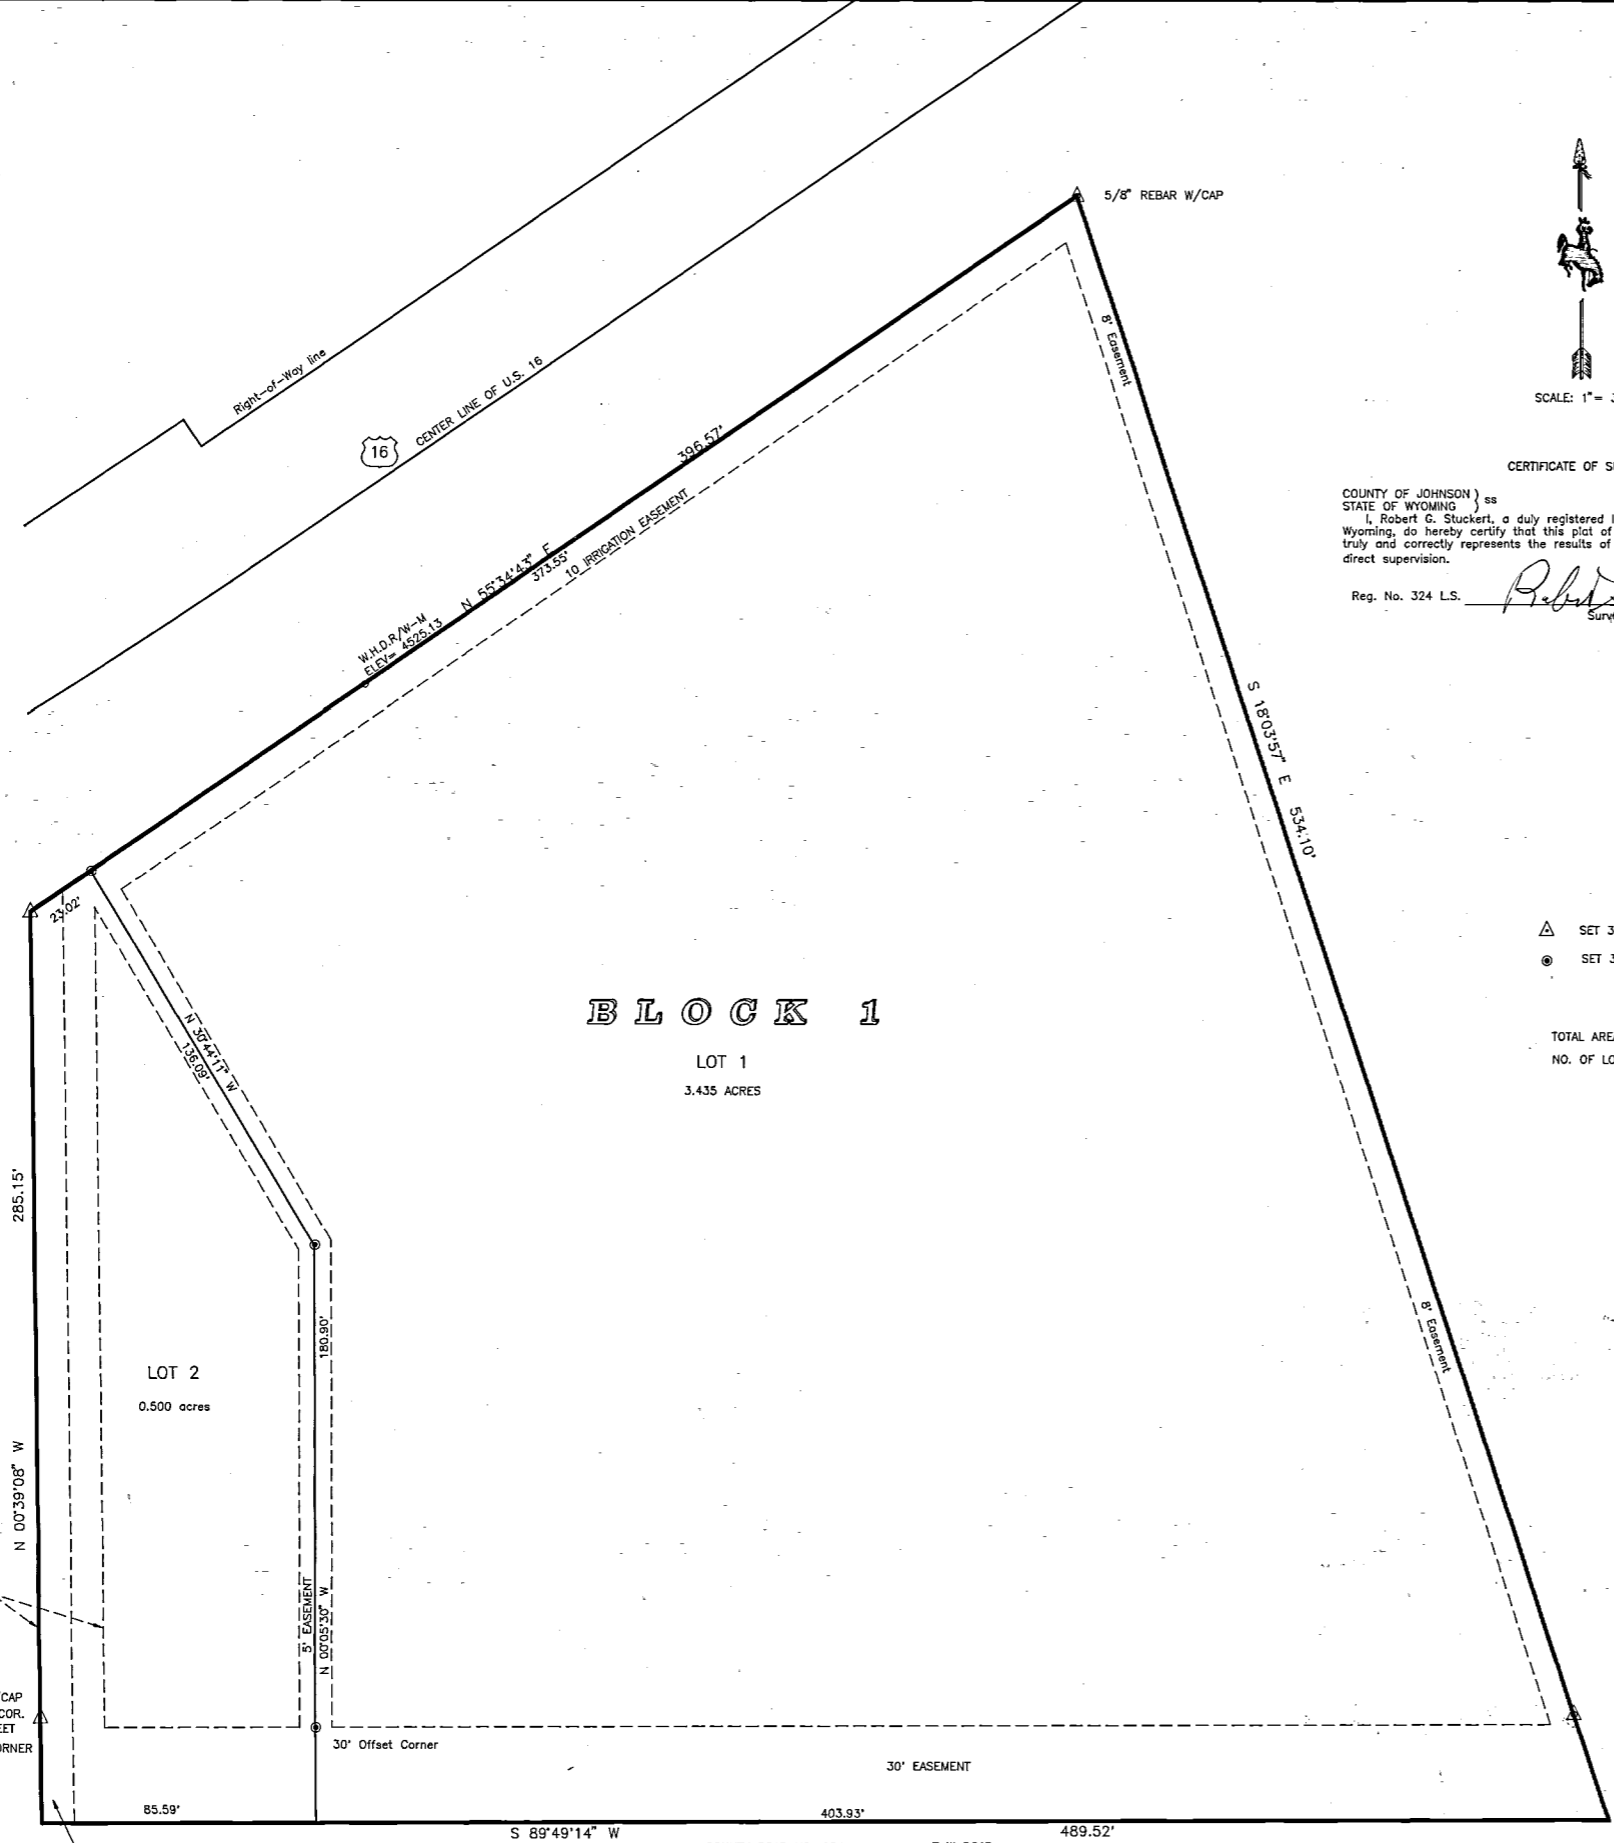 5/8" REBAR W/CAP
8' Easement
Right-of-Way line
16
CENTER LINE OF U.S. 16
SCALE: 1"=
396.57'
CERTIFICATE OF
COUNTY OF JOHNSON } ss
STATE OF WYOMING }
I, Robert G. Stuckert, a duly registered
Wyoming, do hereby certify that this plat of
truly and correctly represents the results of
direct supervision.
Reg. No. 324 L.S.
10 IRRIGATION EASEMENT
N 55°34'43" E
373.55'
W.H.D.R/W-M
ELEV= 4525.13
S 18°03'57" E 534.10'
23.02'
SET 3
SET 3
BLOCK 1
LOT 1
3.435 ACRES
TOTAL AREA
NO. OF
N 30°44'11" W
136.09'
285.15'
180.90'
8' Easement
LOT 2
0.500 acres
N 00°39'08" W
5' EASEMENT
N 00°05'30" W
CAP
COR.
30' Offset Corner
30' EASEMENT
85.59'
403.93'
S 89°49'14" W
489.52'